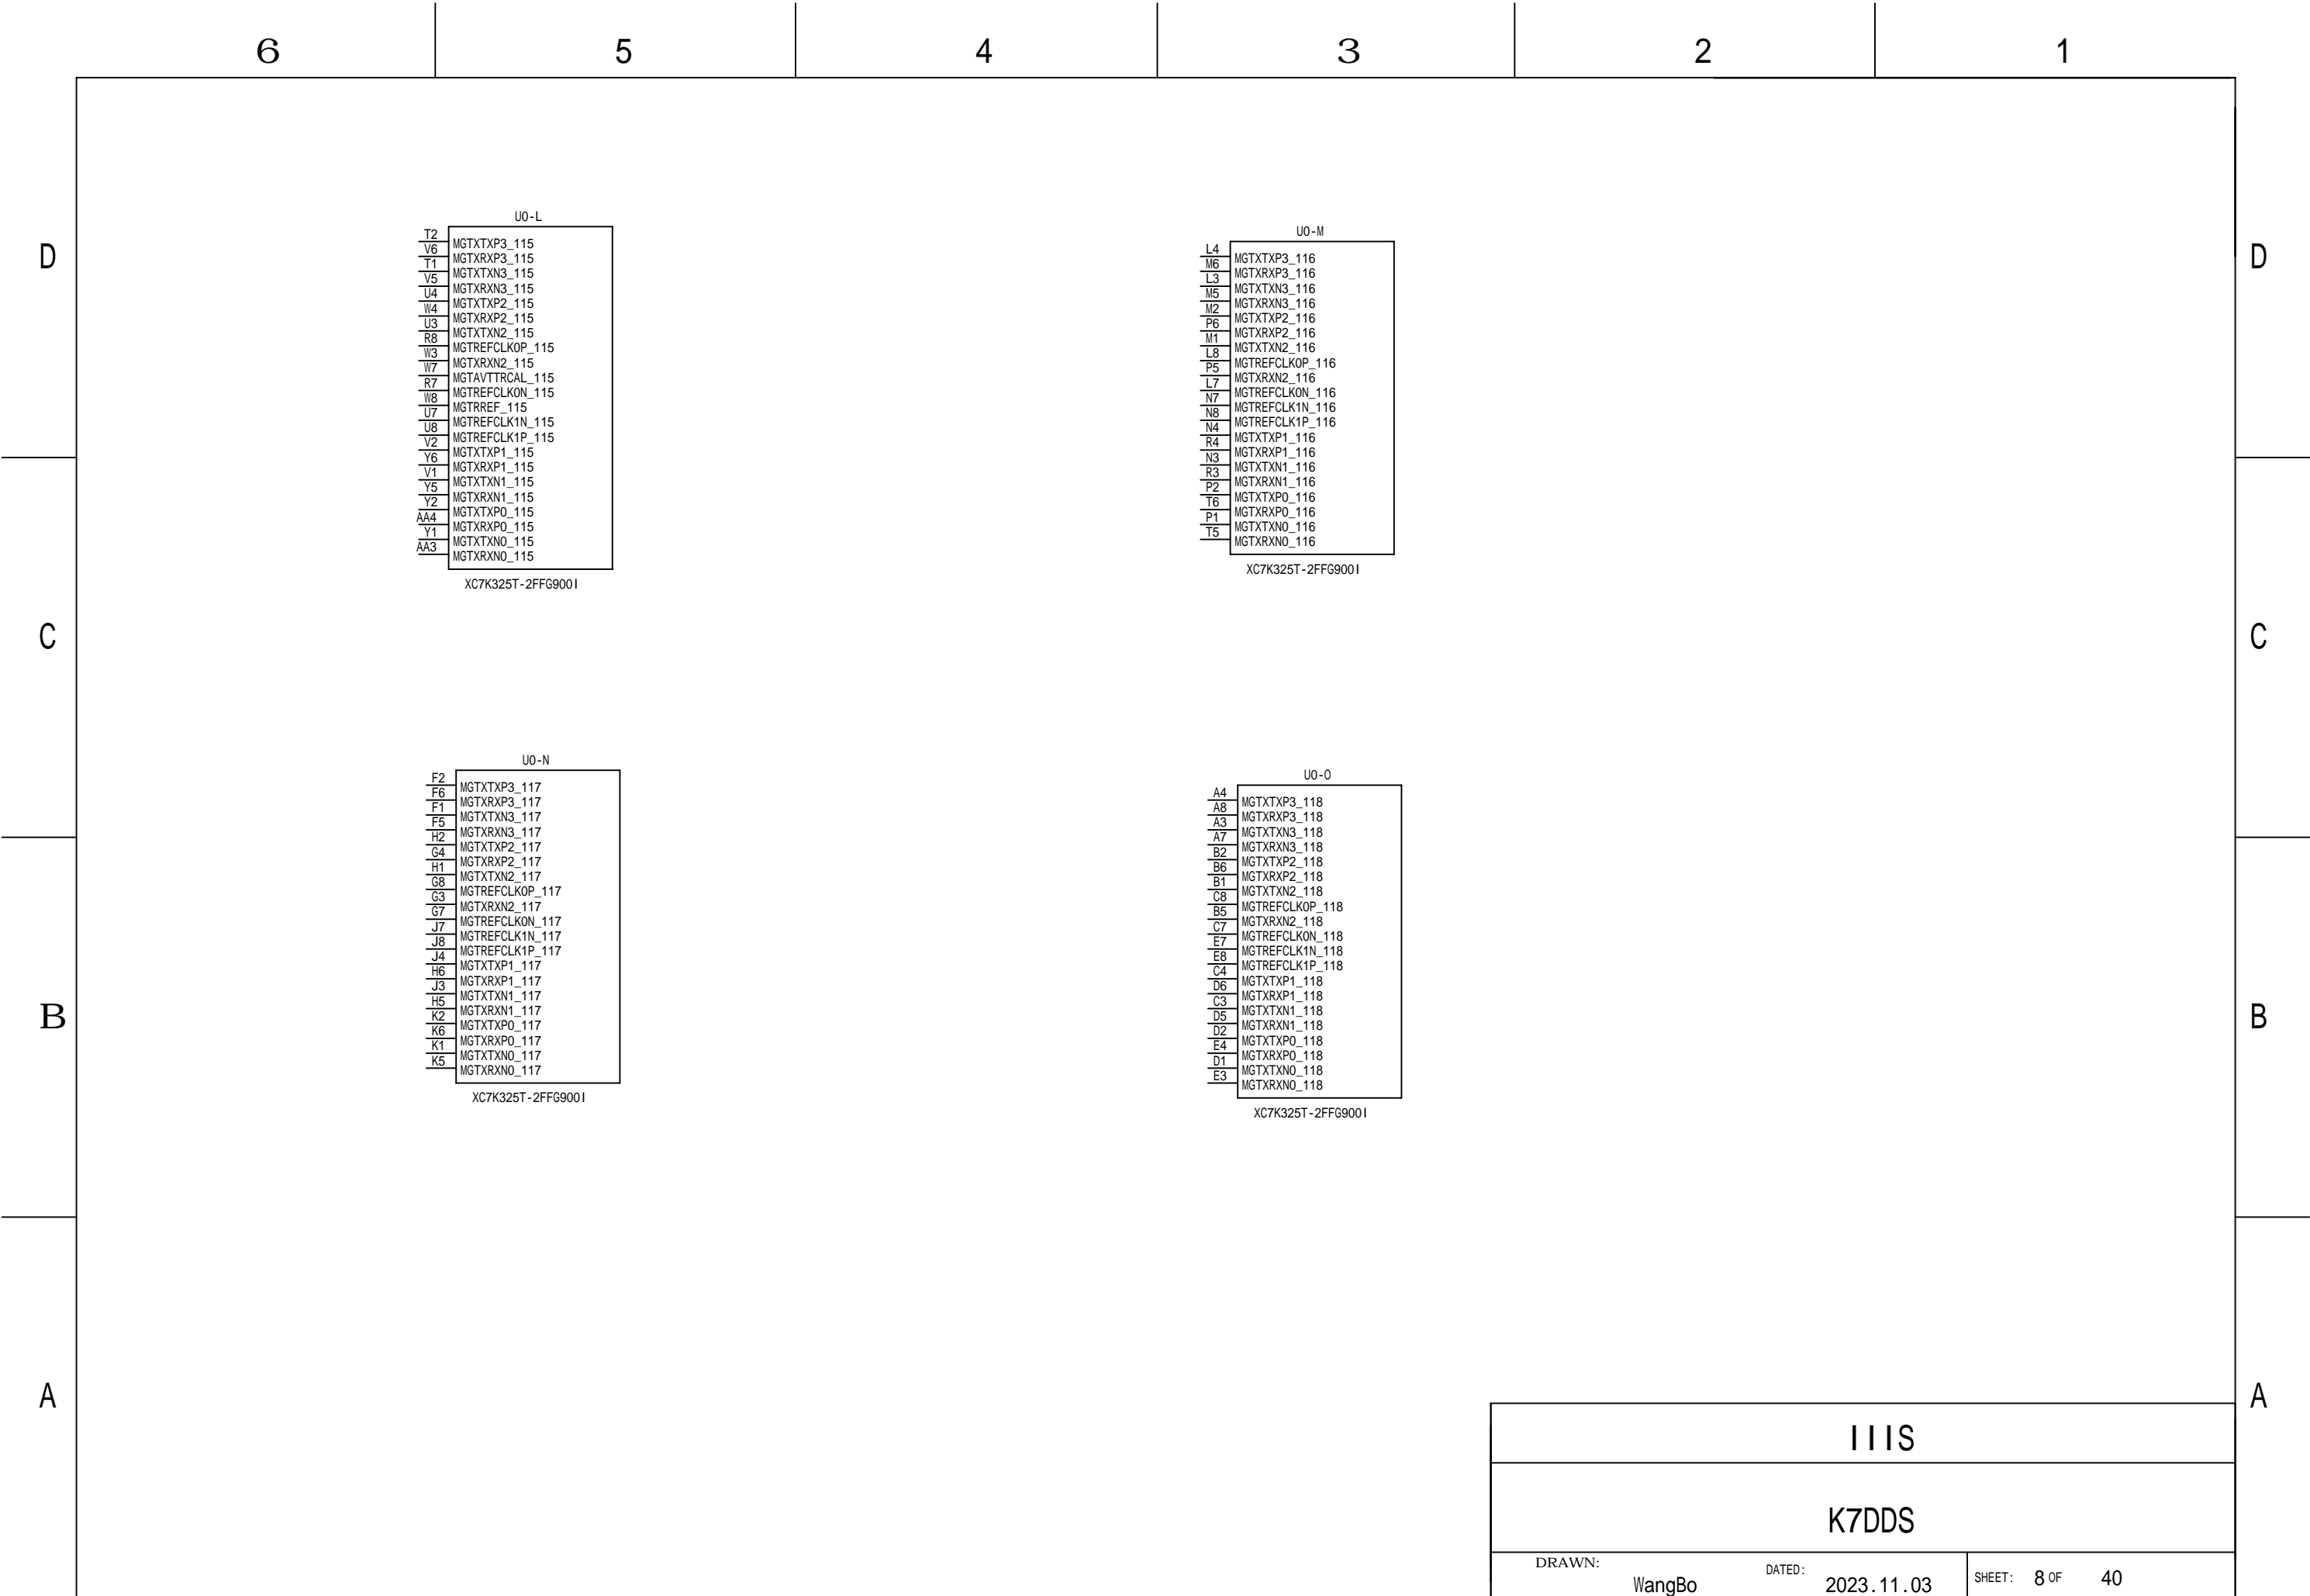 6 5 4 3 2 1
D D
U0-L
T2 MGTXTXP3_115
V6 MGTXRXP3_115
T1 MGTXTXN3_115
V5 MGTXRXN3_115
U4 MGTXTXP2_115
W4 MGTXRXP2_115
U3 MGTXTXN2_115
R8 MGTREFCLK0P_115
W3 MGTXRXN2_115
W7 MGTAVTTRCAL_115
R7 MGTREFCLK0N_115
W8 MGTRREF_115
U7 MGTREFCLK1N_115
U8 MGTREFCLK1P_115
V2 MGTXTXP1_115
Y6 MGTXRXP1_115
V1 MGTXTXN1_115
Y5 MGTXRXN1_115
Y2 MGTXTXP0_115
AA4 MGTXRXP0_115
Y1 MGTXTXN0_115
AA3 MGTXRXN0_115
XC7K325T-2FFG900I
U0-M
L4 MGTXTXP3_116
M6 MGTXRXP3_116
L3 MGTXTXN3_116
M5 MGTXRXN3_116
M2 MGTXTXP2_116
P6 MGTXRXP2_116
M1 MGTXTXN2_116
L8 MGTREFCLK0P_116
P5 MGTXRXN2_116
L7 MGTREFCLK0N_116
N7 MGTREFCLK1N_116
N8 MGTREFCLK1P_116
N4 MGTXTXP1_116
R4 MGTXRXP1_116
N3 MGTXTXN1_116
R3 MGTXRXN1_116
P2 MGTXTXP0_116
T6 MGTXRXP0_116
P1 MGTXTXN0_116
T5 MGTXRXN0_116
XC7K325T-2FFG900I
C C
U0-N
F2 MGTXTXP3_117
F6 MGTXRXP3_117
F1 MGTXTXN3_117
F5 MGTXRXN3_117
H2 MGTXTXP2_117
G4 MGTXRXP2_117
H1 MGTXTXN2_117
G8 MGTREFCLK0P_117
G3 MGTXRXN2_117
G7 MGTREFCLK0N_117
J7 MGTREFCLK1N_117
J8 MGTREFCLK1P_117
J4 MGTXTXP1_117
H6 MGTXRXP1_117
J3 MGTXTXN1_117
H5 MGTXRXN1_117
K2 MGTXTXP0_117
K6 MGTXRXP0_117
K1 MGTXTXN0_117
K5 MGTXRXN0_117
XC7K325T-2FFG900I
U0-O
A4 MGTXTXP3_118
A8 MGTXRXP3_118
A3 MGTXTXN3_118
A7 MGTXRXN3_118
B2 MGTXTXP2_118
B6 MGTXRXP2_118
B1 MGTXTXN2_118
C8 MGTREFCLK0P_118
B5 MGTXRXN2_118
C7 MGTREFCLK0N_118
E7 MGTREFCLK1N_118
E8 MGTREFCLK1P_118
C4 MGTXTXP1_118
D6 MGTXRXP1_118
C3 MGTXTXN1_118
D5 MGTXRXN1_118
D2 MGTXTXP0_118
E4 MGTXRXP0_118
D1 MGTXTXN0_118
E3 MGTXRXN0_118
XC7K325T-2FFG900I
B B
A A
IIIS
K7DDS
DRAWN: WangBo DATED: 2023.11.03 SHEET: 8 OF 40